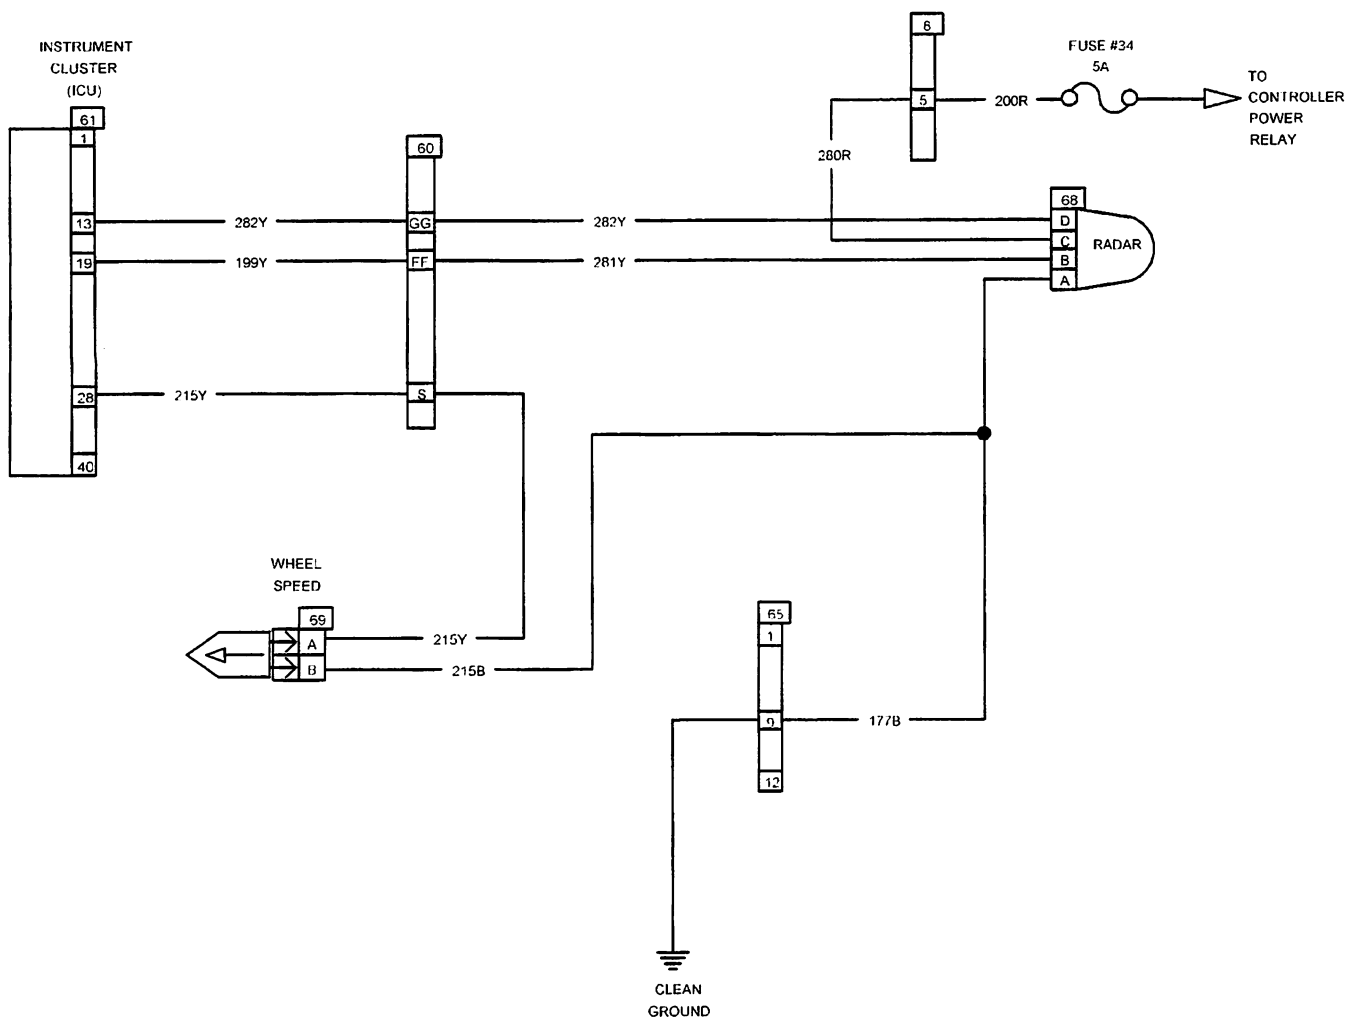 INSTRUMENT
CLUSTER
(ICU)
61
1
13
19
28
40
282Y
199Y
215Y
60
GG
FF
S
282Y
281Y
6
5
200R
FUSE #34
5A
TO
CONTROLLER
POWER
RELAY
280R
68
D
C
B
A
RADAR
WHEEL
SPEED
69
A
B
215Y
215B
65
1
9
12
177B
CLEAN
GROUND